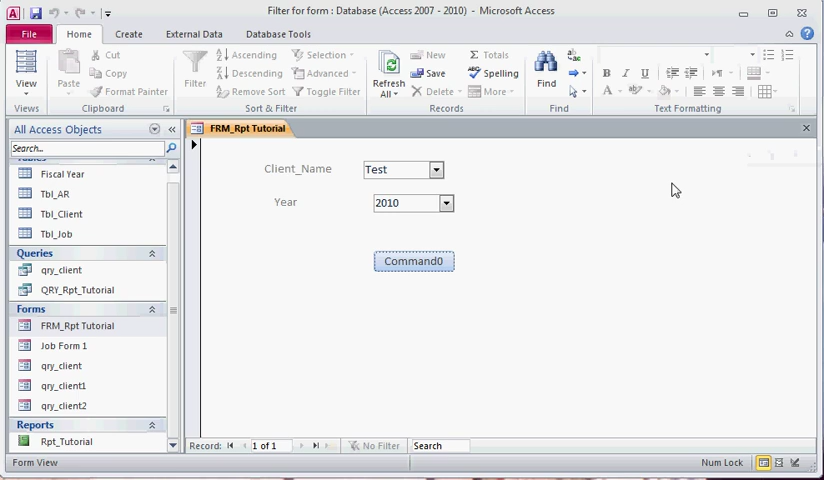 Filter for form : Database (Access 2007 - 2010) - Microsoft Access
File Home Create External Data Database Tools
View
Views
Paste
Cut
Copy
Format Painter
Clipboard
Filter
Ascending
Descending
Remove Sort
Selection
Advanced
Toggle Filter
Sort & Filter
Refresh
All
New
Save
Delete
Totals
Spelling
More
Records
Find
Find
B I U
A
Text Formatting
All Access Objects
Search...
Tables
Fiscal Year
Tbl_AR
Tbl_Client
Tbl_Job
Queries
qry_client
QRY_Rpt_Tutorial
Forms
FRM_Rpt Tutorial
Job Form 1
qry_client
qry_client1
qry_client2
Reports
Rpt_Tutorial
FRM_Rpt Tutorial
Client_Name Test
Year 2010
Command0
Record: 1 of 1 No Filter Search
Form View Num Lock